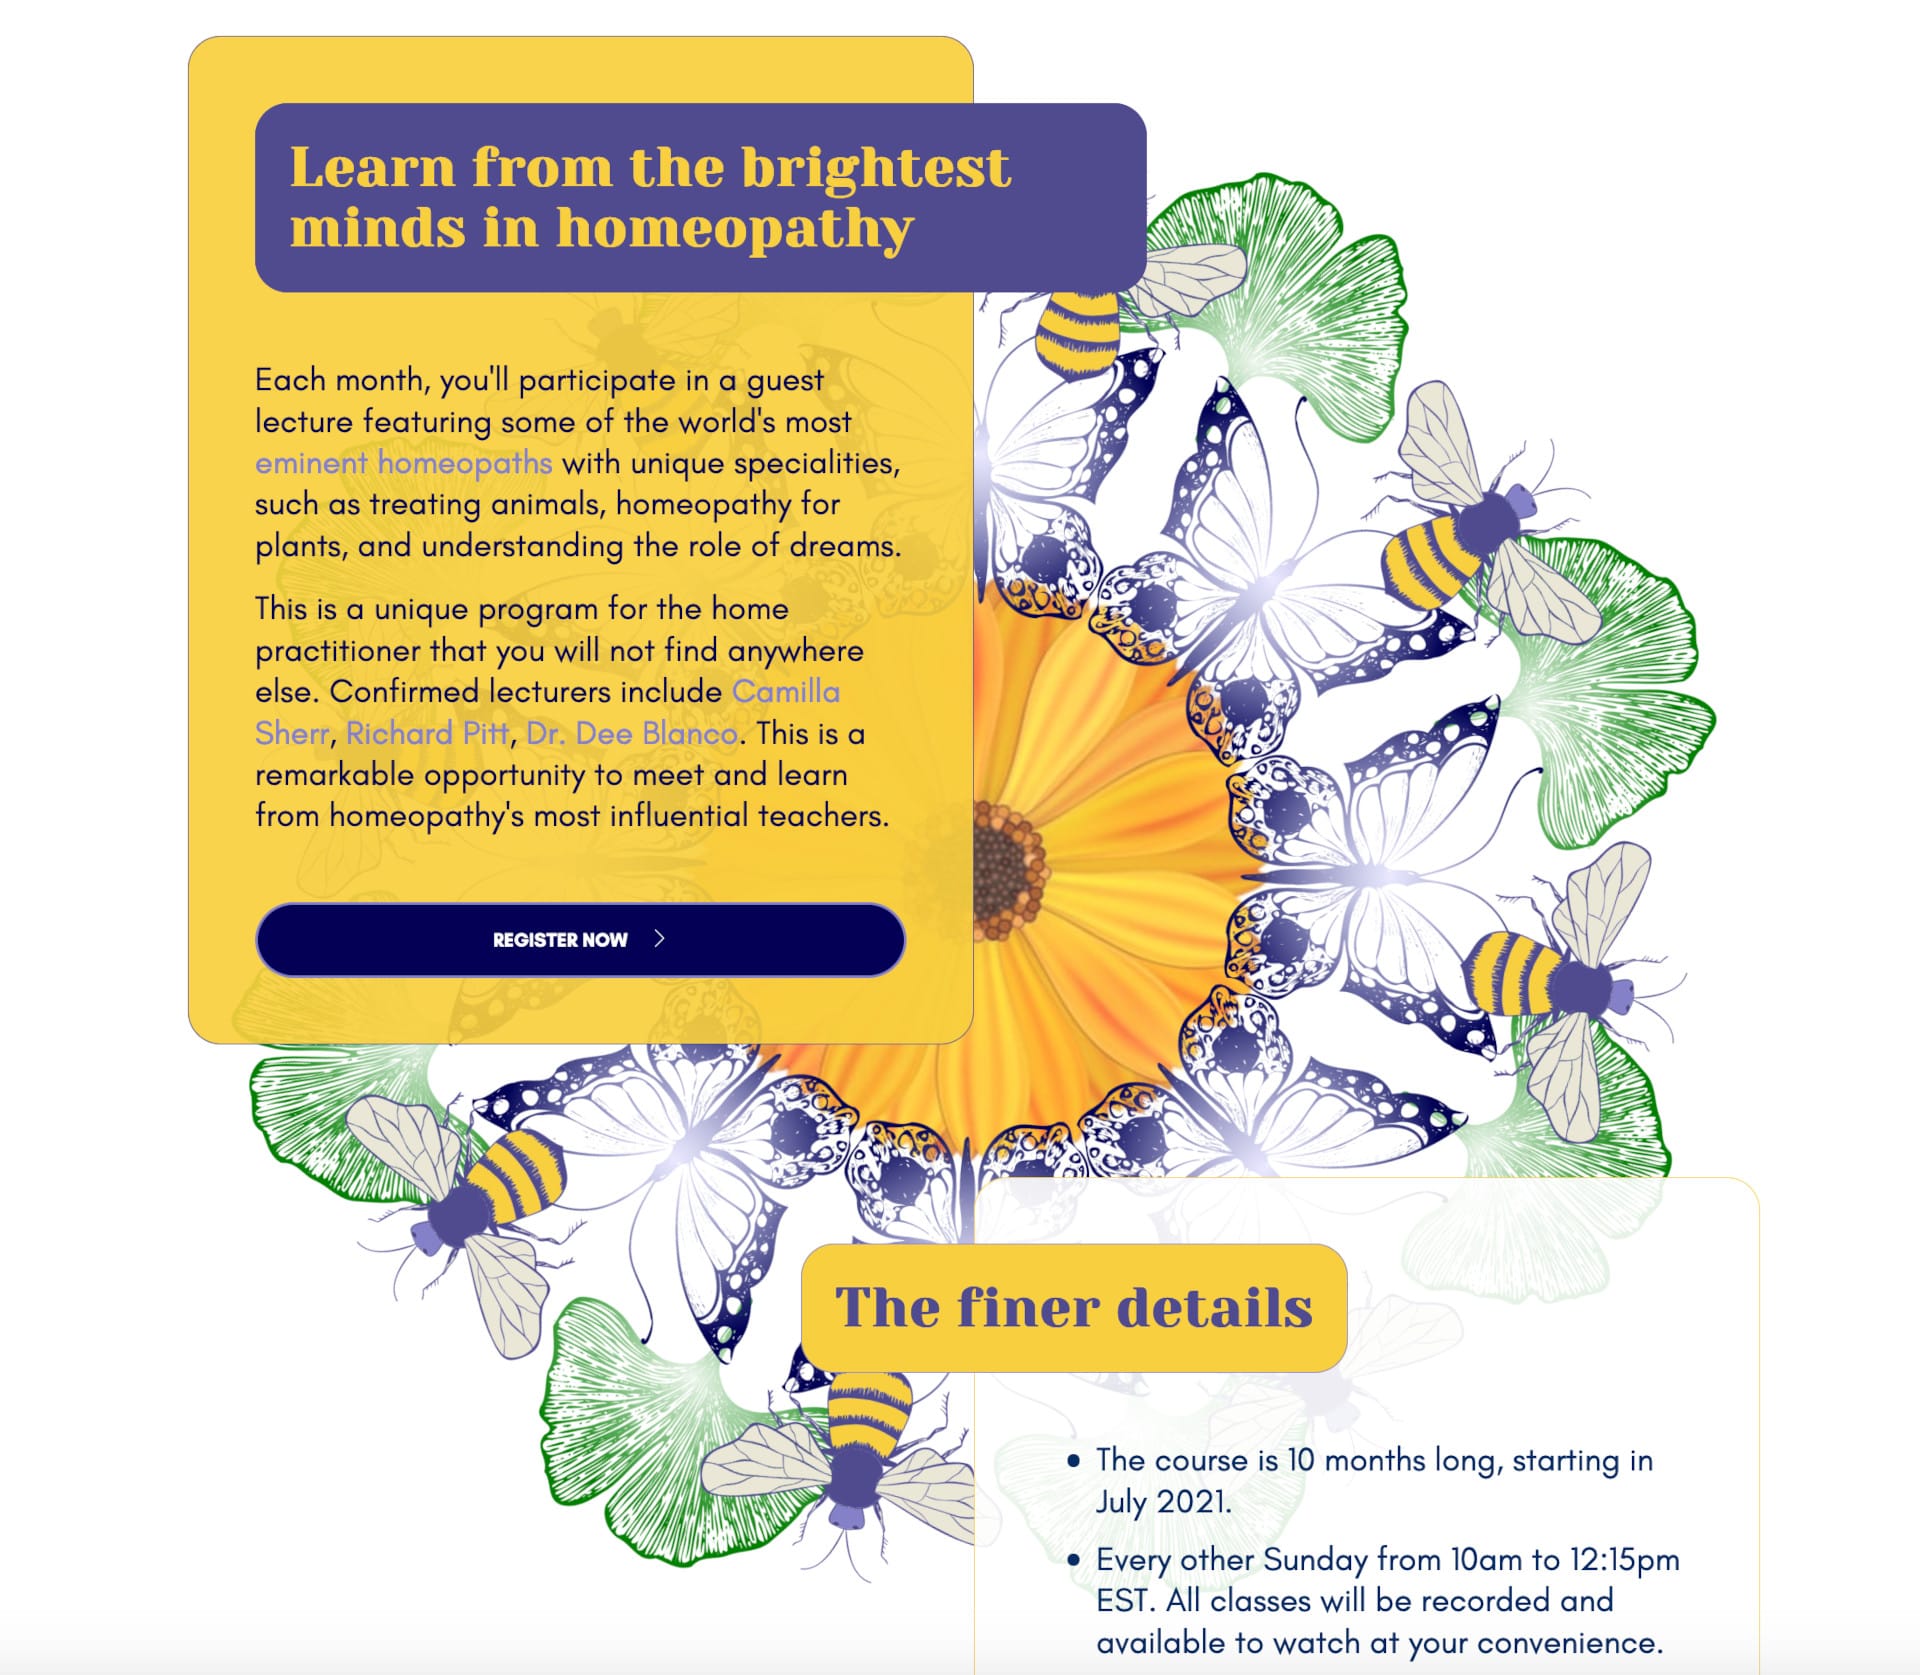 Learn from the brightest
minds in homeopathy
Each month, you'll participate in a guest
lecture featuring some of the world's most
eminent homeopaths with unique specialities,
such as treating animals, homeopathy for
plants, and understanding the role of dreams.
This is a unique program for the home
practitioner that you will not find anywhere
else. Confirmed lecturers include Camilla
Sherr, Richard Pitt, Dr. Dee Blanco. This is a
remarkable opportunity to meet and learn
from homeopathy's most influential teachers.
REGISTER NOW
The finer details
• The course is 10 months long, starting in
July 2021.
• Every other Sunday from 10am to 12:15pm
EST. All classes will be recorded and
available to watch at your convenience.